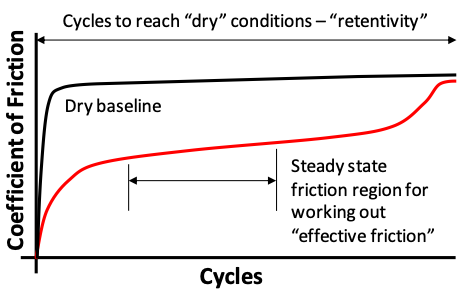 Cycles to reach “dry” conditions – “retentivity”
Coefficient of Friction
Dry baseline
Steady state
friction region for
working out
“effective friction”
Cycles